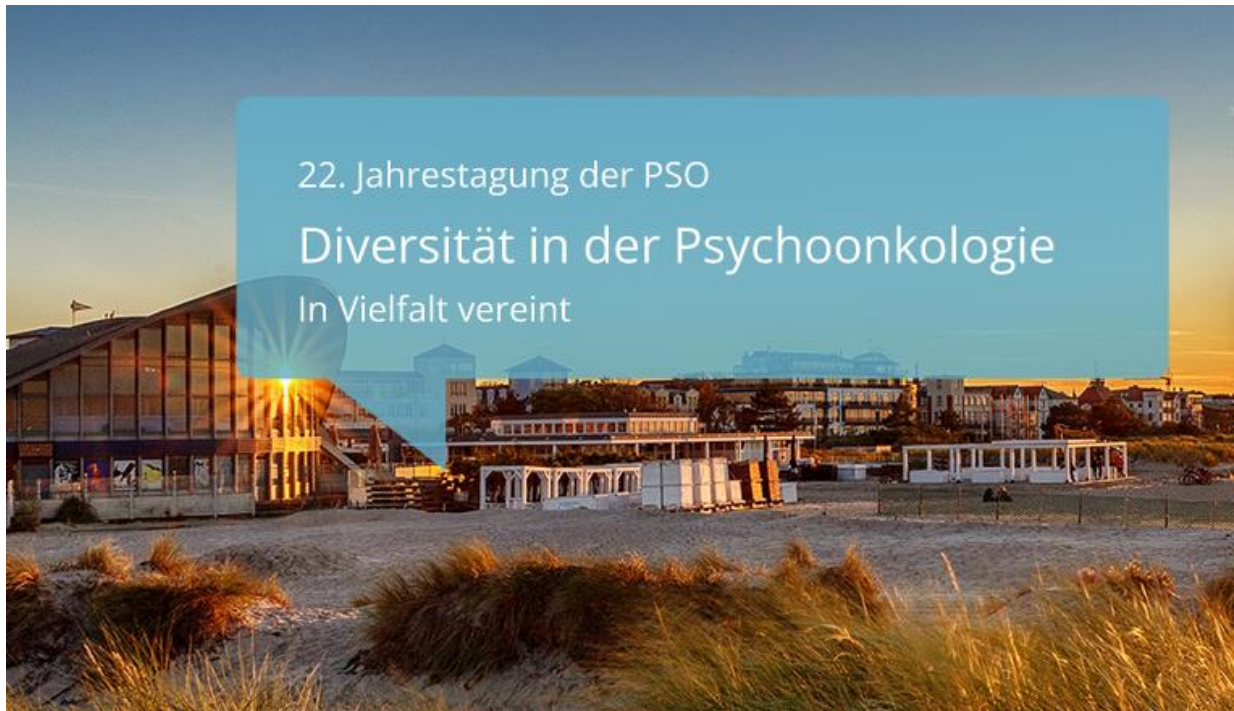 22. Jahrestagung der PSO
Diversität in der Psychoonkologie
In Vielfalt vereint